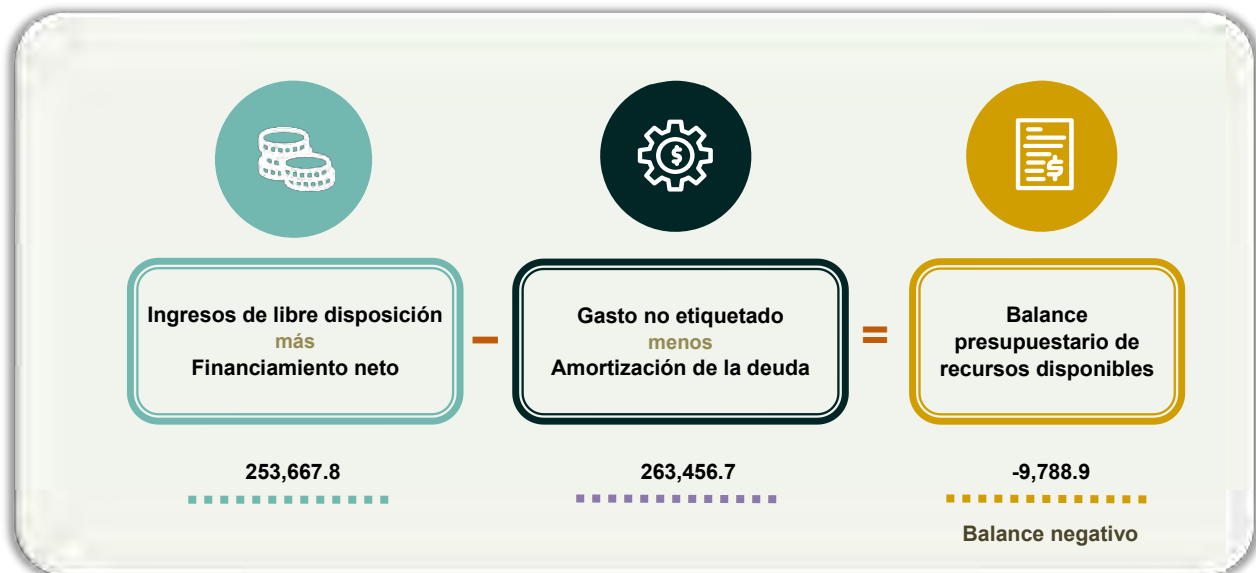 Ingresos de libre disposición
más
Financiamiento neto
–
Gasto no etiquetado
menos
Amortización de la deuda
=
Balance
presupuestario de
recursos disponibles
253,667.8
263,456.7
-9,788.9
Balance negativo